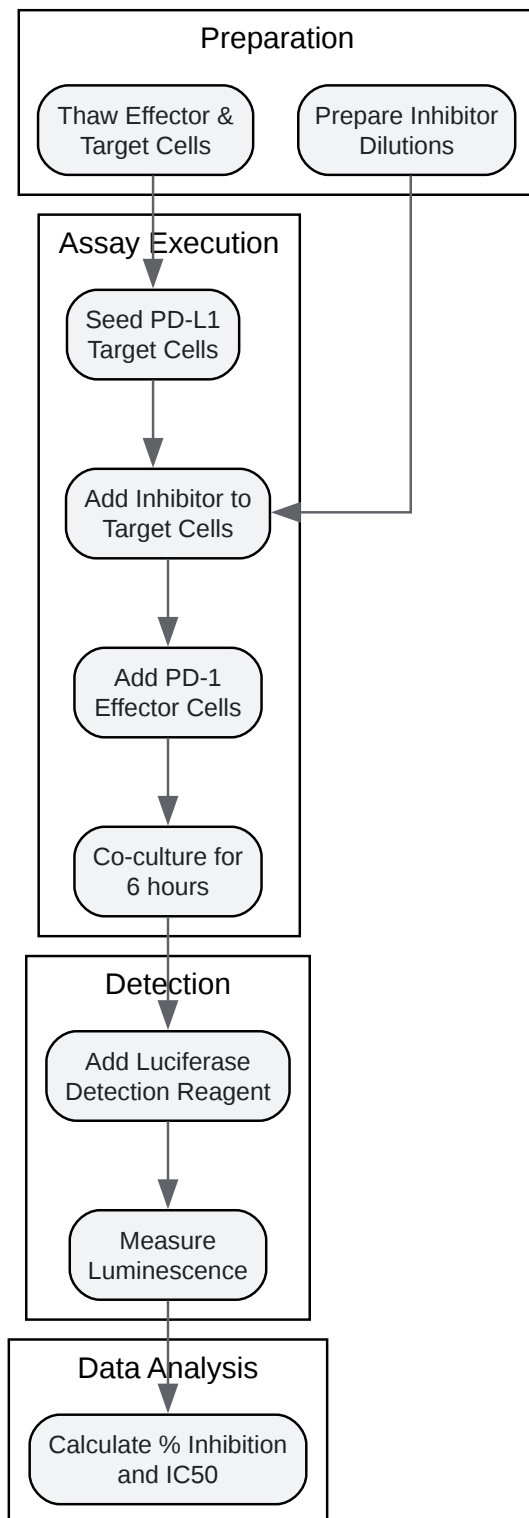 Preparation
Thaw Effector &
Target Cells
Prepare Inhibitor
Dilutions
Assay Execution
Seed PD-L1
Target Cells
Add Inhibitor to
Target Cells
Add PD-1
Effector Cells
Co-culture for
6 hours
Detection
Add Luciferase
Detection Reagent
Measure
Luminescence
Data Analysis
Calculate % Inhibition
and IC50